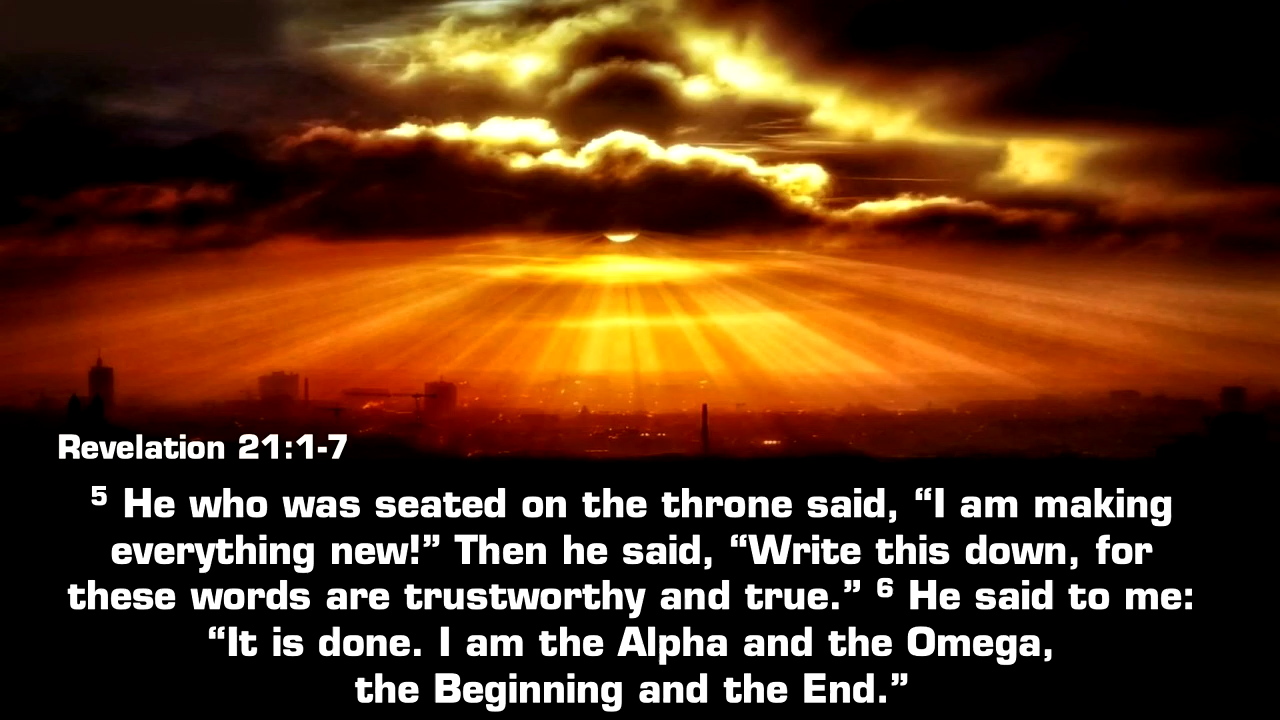 Revelation 21:1-7
⁵ He who was seated on the throne said, “I am making
everything new!” Then he said, “Write this down, for
these words are trustworthy and true.” ⁶ He said to me:
“It is done. I am the Alpha and the Omega,
the Beginning and the End.”